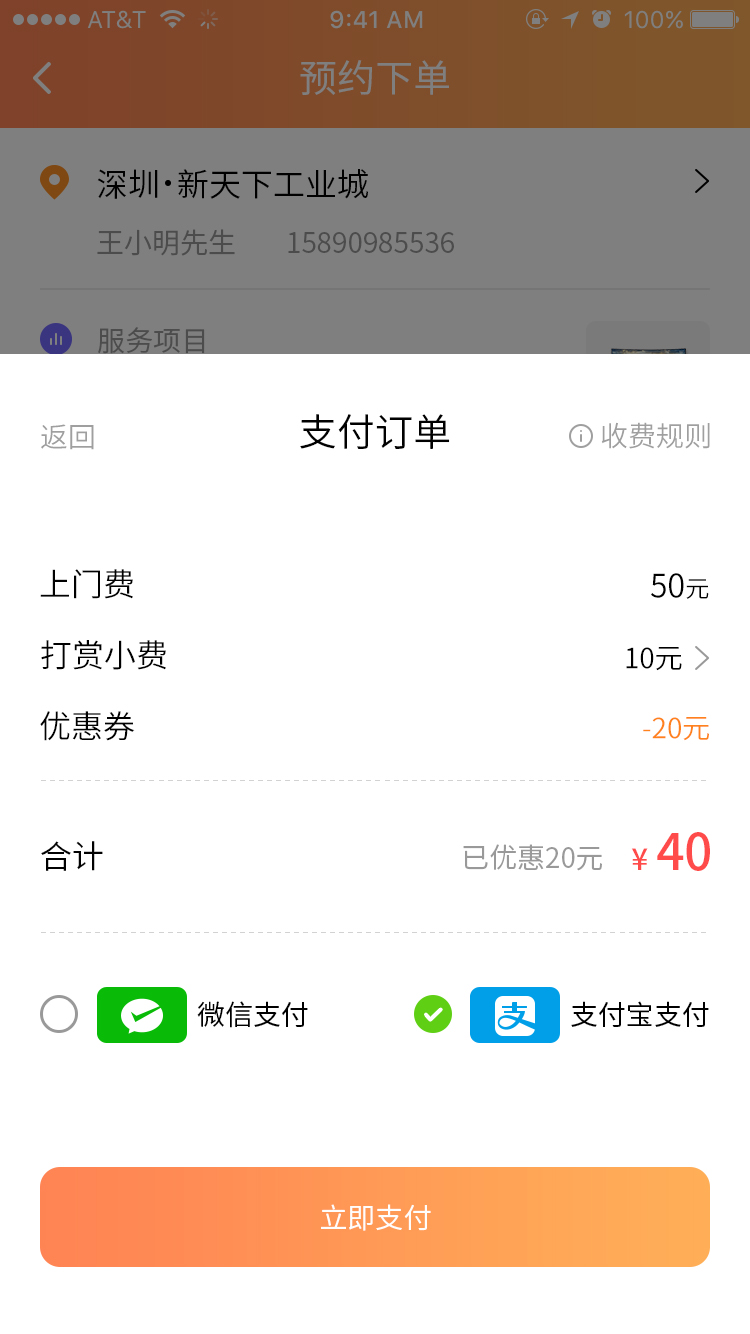 AT&T 9:41 AM 100%
预约下单
深圳·新天下工业城
王小明先生 15890985536
服务项目
返回 支付订单 收费规则
上门费 50元
打赏小费 10元
优惠券 -20元
合计 已优惠20元 ¥ 40
微信支付 支付宝支付
立即支付